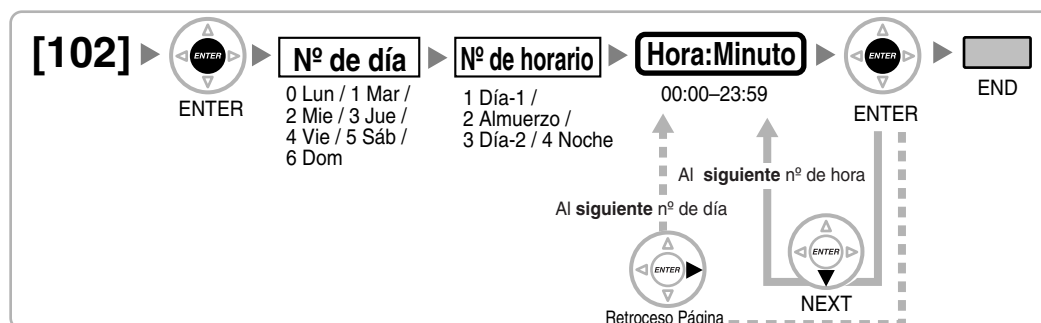 [102]
ENTER
ENTER
Nº de día
0 Lun / 1 Mar /
2 Mie / 3 Jue /
4 Vie / 5 Sáb /
6 Dom
Nº de horario
1 Día-1 /
2 Almuerzo /
3 Día-2 / 4 Noche
Hora:Minuto
00:00–23:59
ENTER
ENTER
END
Al siguiente nº de hora
Al siguiente nº de día
ENTER
Retroceso Página
ENTER
NEXT